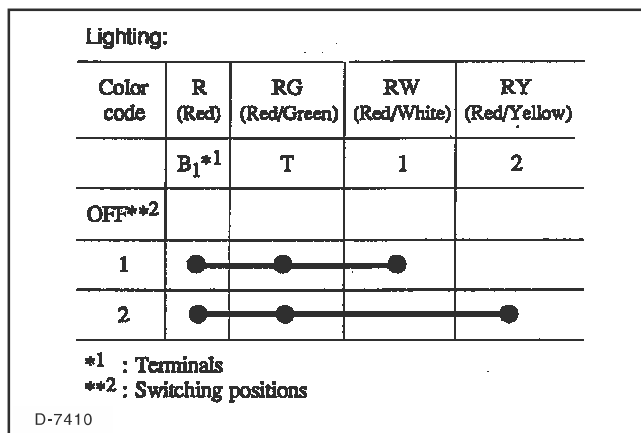 Lighting:
Color code R (Red) RG (Red/Green) RW (Red/White) RY (Red/Yellow)
B1*1 T 1 2
OFF**2
1
2
*1 : Terminals
**2 : Switching positions
D-7410